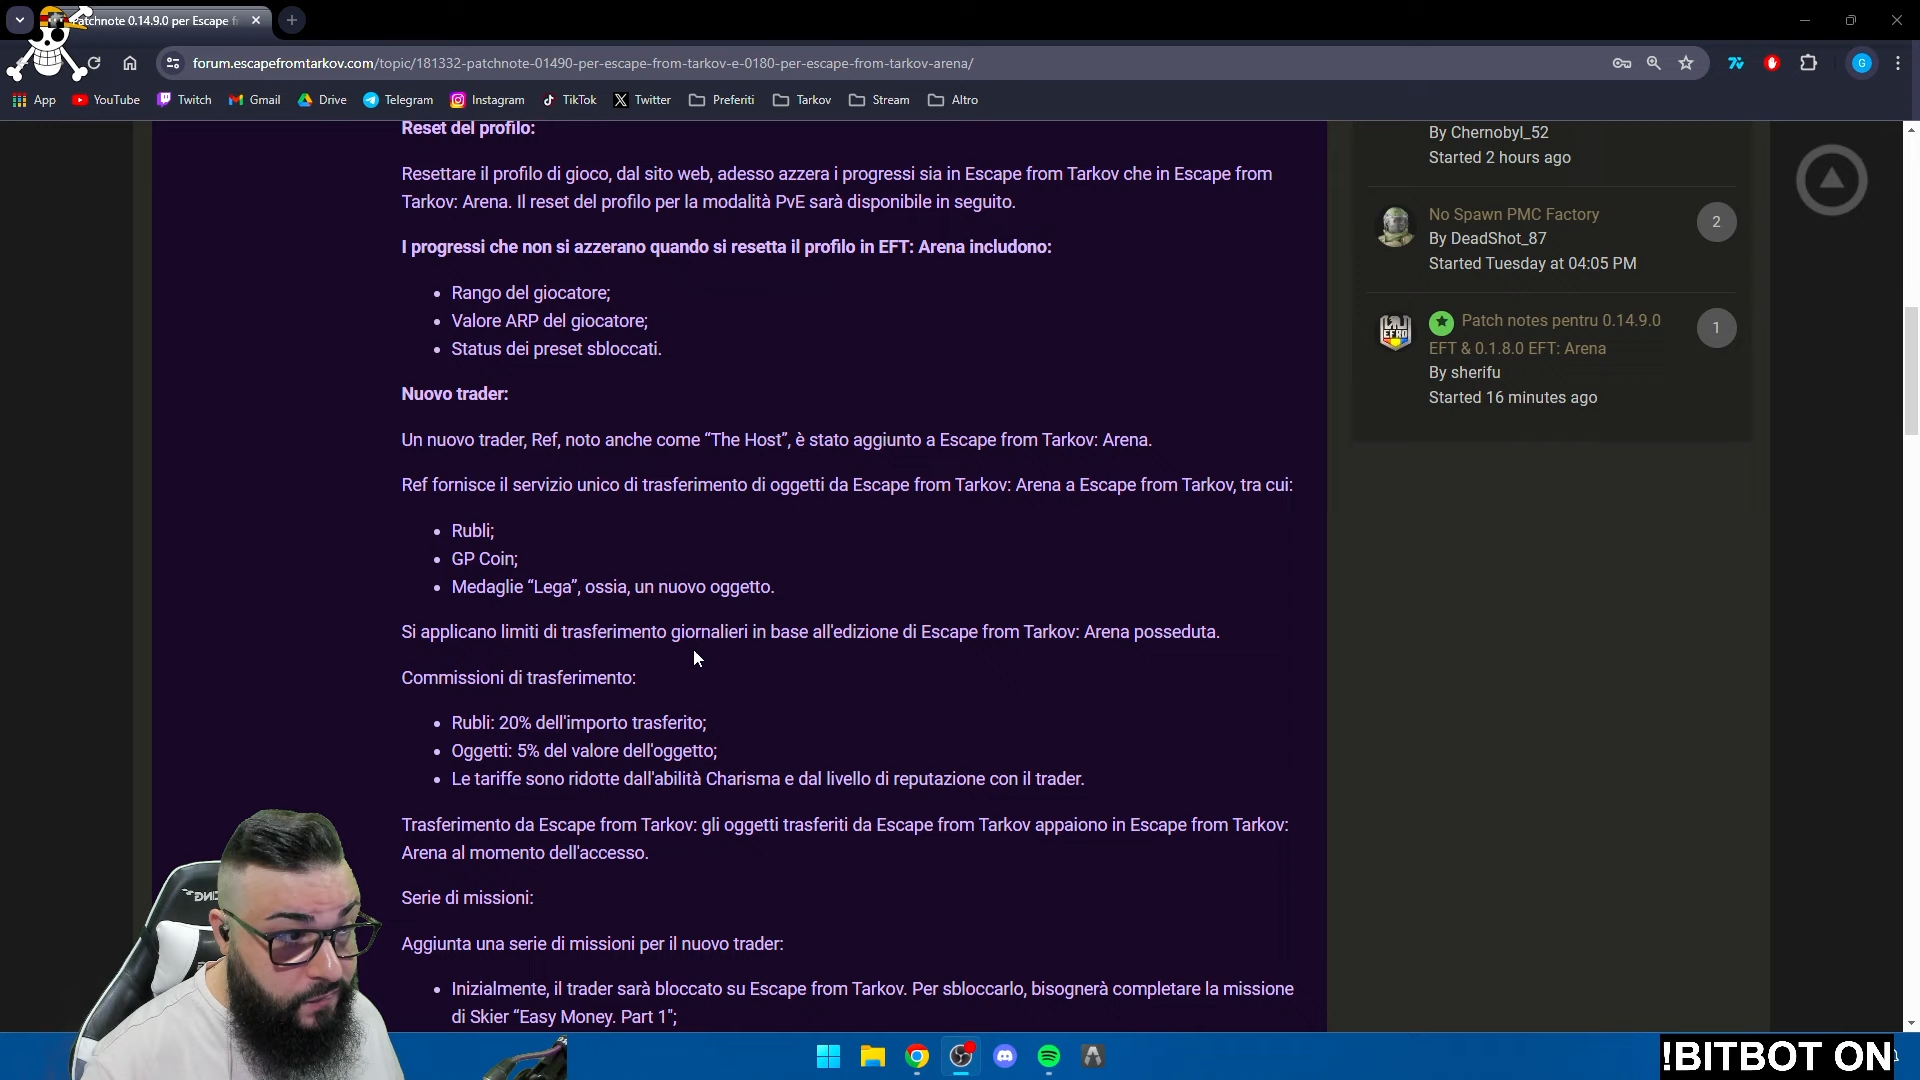 Patchnote 0.14.9.0 per Escape f
forum.escapefromtarkov.com/topic/181332-patchnote-01490-per-escape-from-tarkov-e-0180-per-escape-from-tarkov-arena/
G
App YouTube Twitch Gmail Drive Telegram Instagram TikTok Twitter Preferiti Tarkov Stream Altro
Reset del profilo:
Resettare il profilo di gioco, dal sito web, adesso azzera i progressi sia in Escape from Tarkov che in Escape from
Tarkov: Arena. Il reset del profilo per la modalità PvE sarà disponibile in seguito.
I progressi che non si azzerano quando si resetta il profilo in EFT: Arena includono:
• Rango del giocatore;
• Valore ARP del giocatore;
• Status dei preset sbloccati.
Nuovo trader:
Un nuovo trader, Ref, noto anche come “The Host”, è stato aggiunto a Escape from Tarkov: Arena.
Ref fornisce il servizio unico di trasferimento di oggetti da Escape from Tarkov: Arena a Escape from Tarkov, tra cui:
• Rubli;
• GP Coin;
• Medaglie “Lega”, ossia, un nuovo oggetto.
Si applicano limiti di trasferimento giornalieri in base all'edizione di Escape from Tarkov: Arena posseduta.
Commissioni di trasferimento:
• Rubli: 20% dell'importo trasferito;
• Oggetti: 5% del valore dell'oggetto;
• Le tariffe sono ridotte dall'abilità Charisma e dal livello di reputazione con il trader.
Trasferimento da Escape from Tarkov: gli oggetti trasferiti da Escape from Tarkov appaiono in Escape from Tarkov:
Arena al momento dell'accesso.
Serie di missioni:
Aggiunta una serie di missioni per il nuovo trader:
• Inizialmente, il trader sarà bloccato su Escape from Tarkov. Per sbloccarlo, bisognerà completare la missione
di Skier “Easy Money. Part 1”;
By Chernobyl_52
Started 2 hours ago
No Spawn PMC Factory
2
By DeadShot_87
Started Tuesday at 04:05 PM
Patch notes pentru 0.14.9.0
1
EFT & 0.1.8.0 EFT: Arena
By sherifu
Started 16 minutes ago
EFRO
!BITBOT ON